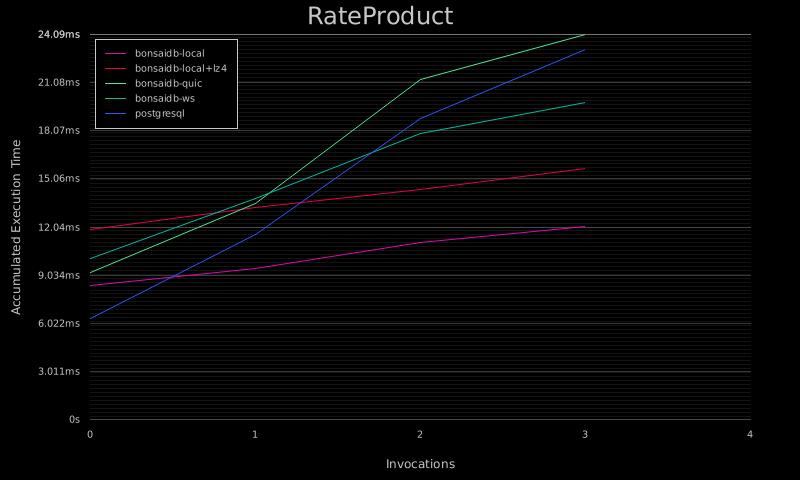 RateProduct
24.09ms
21.08ms
18.07ms
15.06ms
12.04ms
9.034ms
6.022ms
3.011ms
0s
Accumulated Execution Time
bonsaidb-local
bonsaidb-local+lz4
bonsaidb-quic
bonsaidb-ws
postgresql
0
1
2
3
4
Invocations